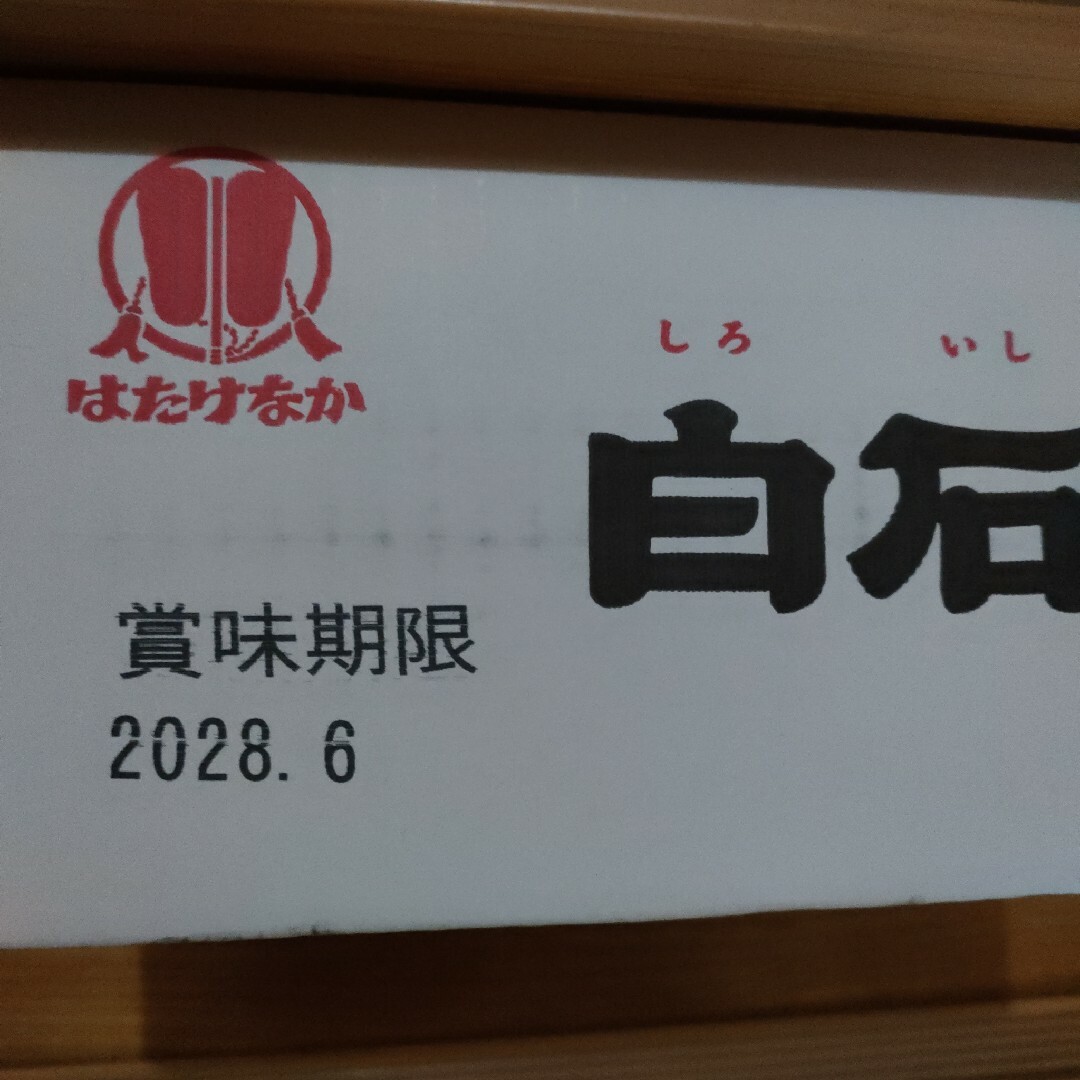 はたけなか
しろ いし
白石
賞味期限
2028.6